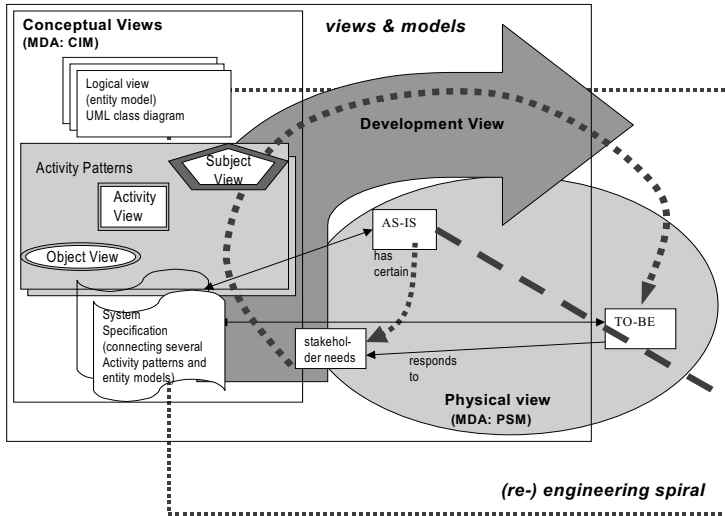 Conceptual Views
(MDA: CIM)
views & models
Logical view
(entity model)
UML class diagram
Development View
Activity Patterns
Subject
View
Activity
View
Object View
AS-IS
has
certain
System
Specification
(connecting several
Activity patterns and
entity models)
TO-BE
stakehol-
der needs
responds
to
Physical view
(MDA: PSM)
(re-) engineering spiral